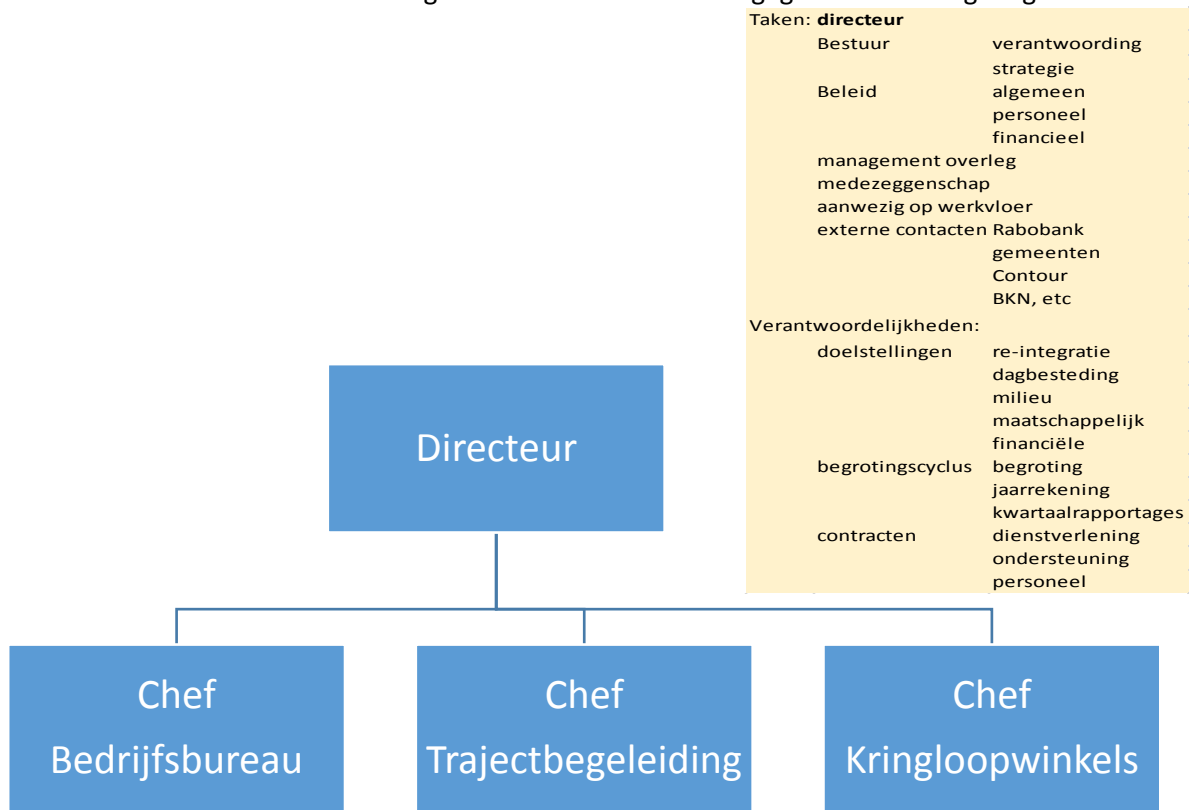 Taken: directeur
Bestuur verantwoording
strategie
Beleid algemeen
personeel
financieel
management overleg
medezeggenschap
aanwezig op werkvloer
externe contacten Rabobank
gemeenten
Contour
BKN, etc
Verantwoordelijkheden:
doelstellingen re-integratie
dagbesteding
milieu
maatschappelijk
financiële
begrotingscyclus begroting
jaarrekening
kwartaalrapportages
contracten dienstverlening
ondersteuning
personeel
Directeur
Chef
Bedrijfsbureau
Chef
Trajectbegeleiding
Chef
Kringloopwinkels